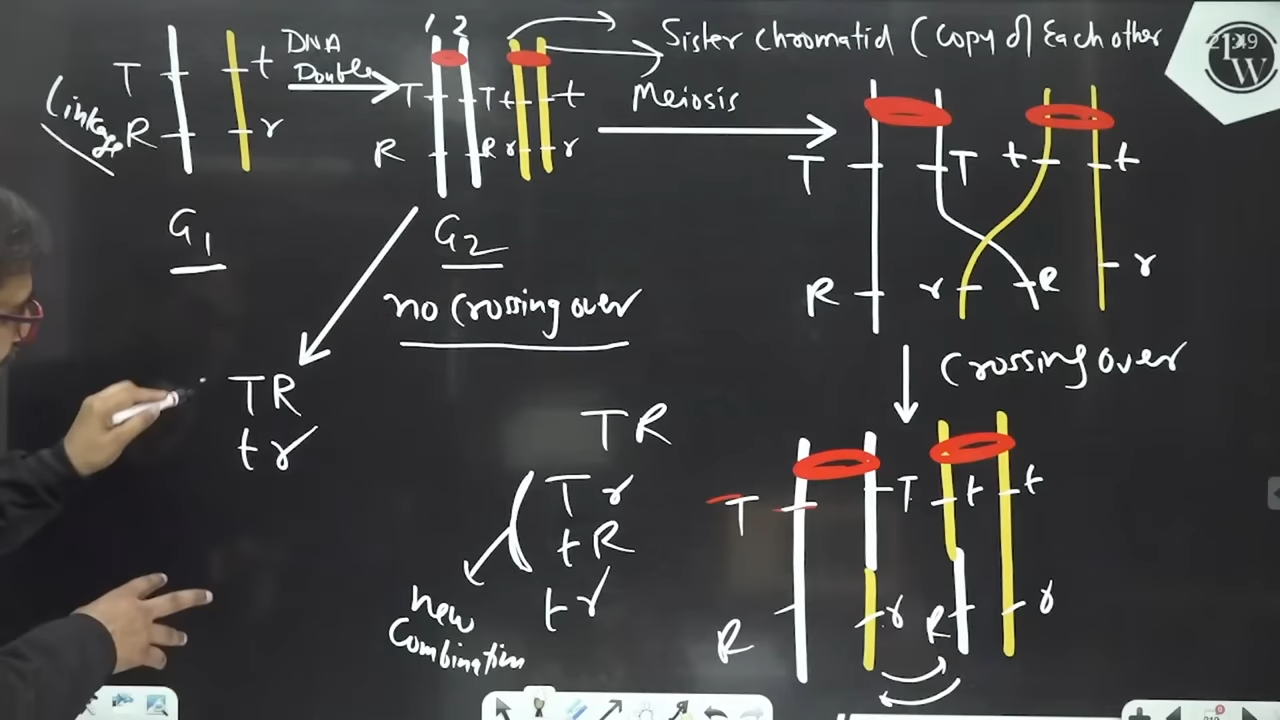 Linkage
T t
R r
G1
DNA
Double
1 2
T T t t
R R r r
G2
Sister chromatid (copy of Each other
Meiosis
T T t t
R r R r
no Crossing over
TR
tr
Crossing over
T T t t
R r R r
TR
Tr
tR
tr
new
Combination